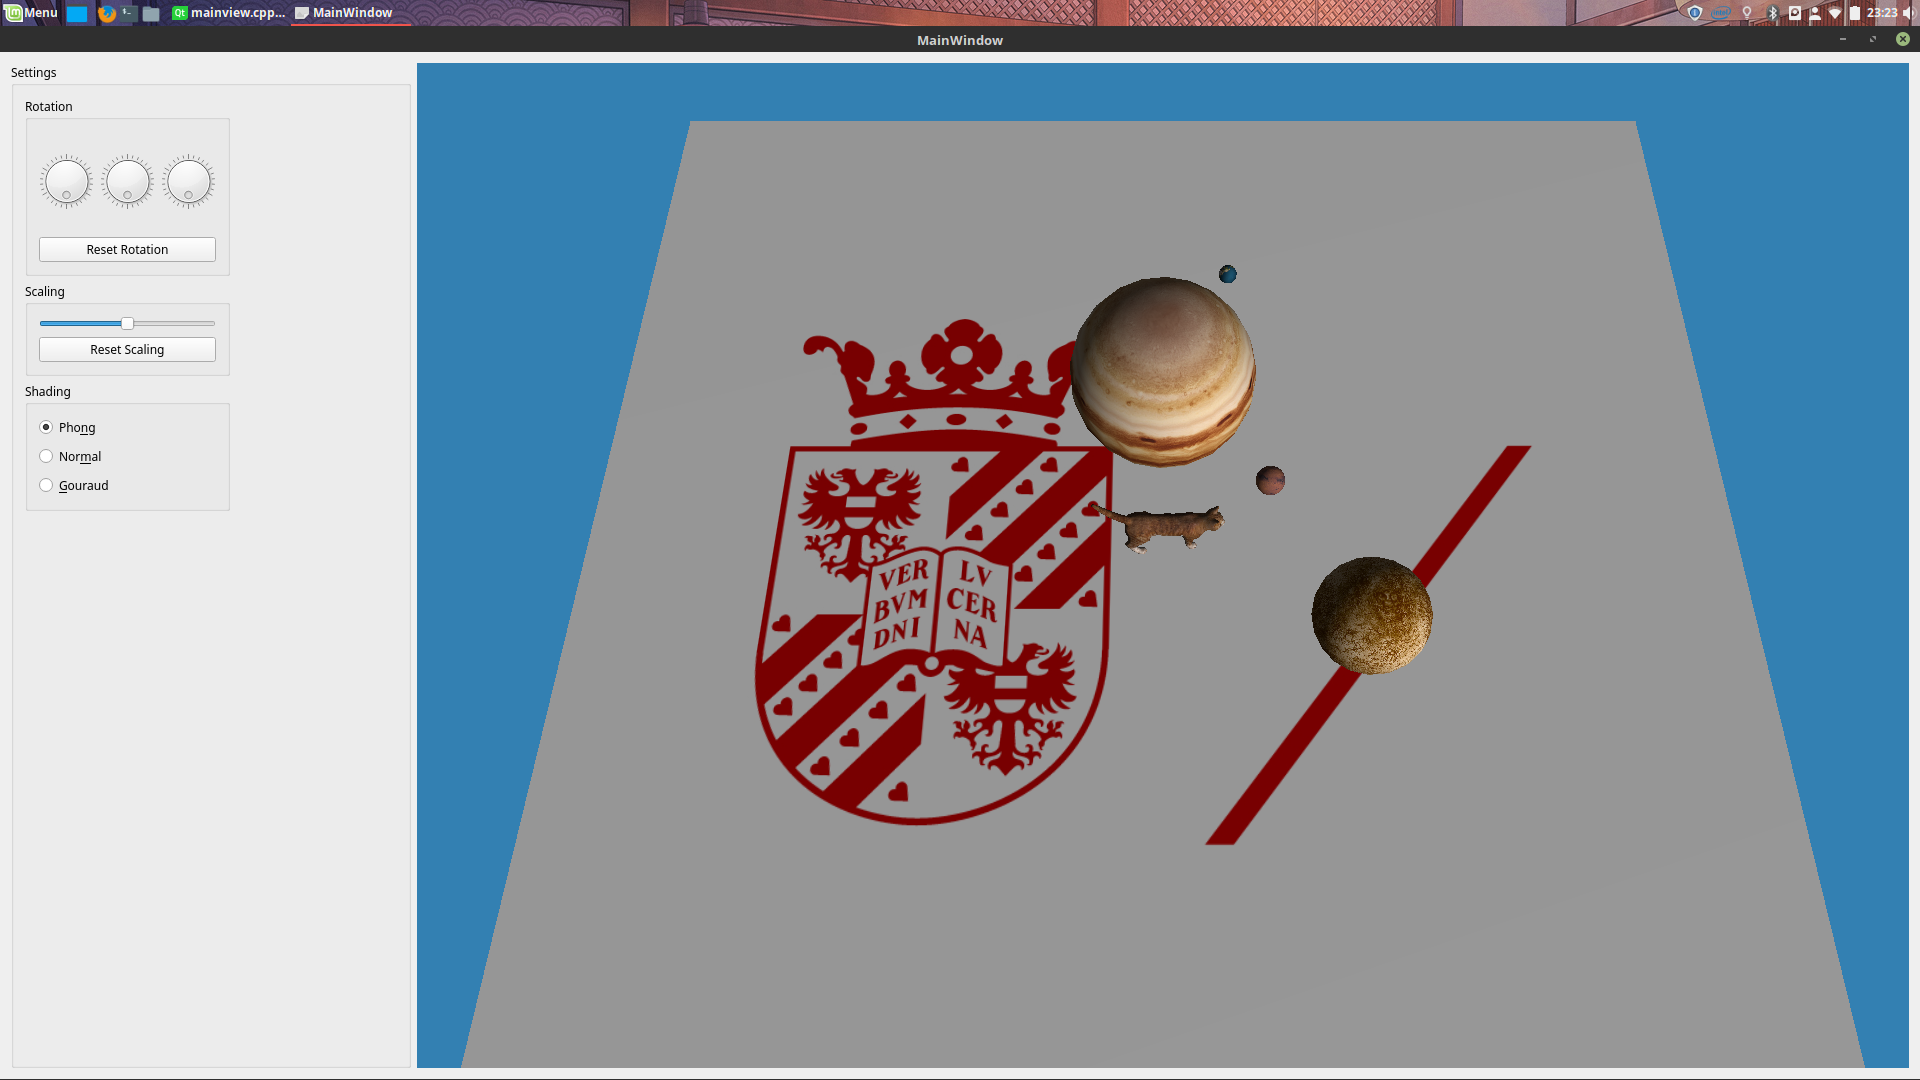 Menu
mainview.cpp...
MainWindow
23:23
MainWindow
Settings
Rotation
Reset Rotation
Scaling
Reset Scaling
Shading
Phong
Normal
Gouraud
VER
BVM
DNI
LV
CER
NA